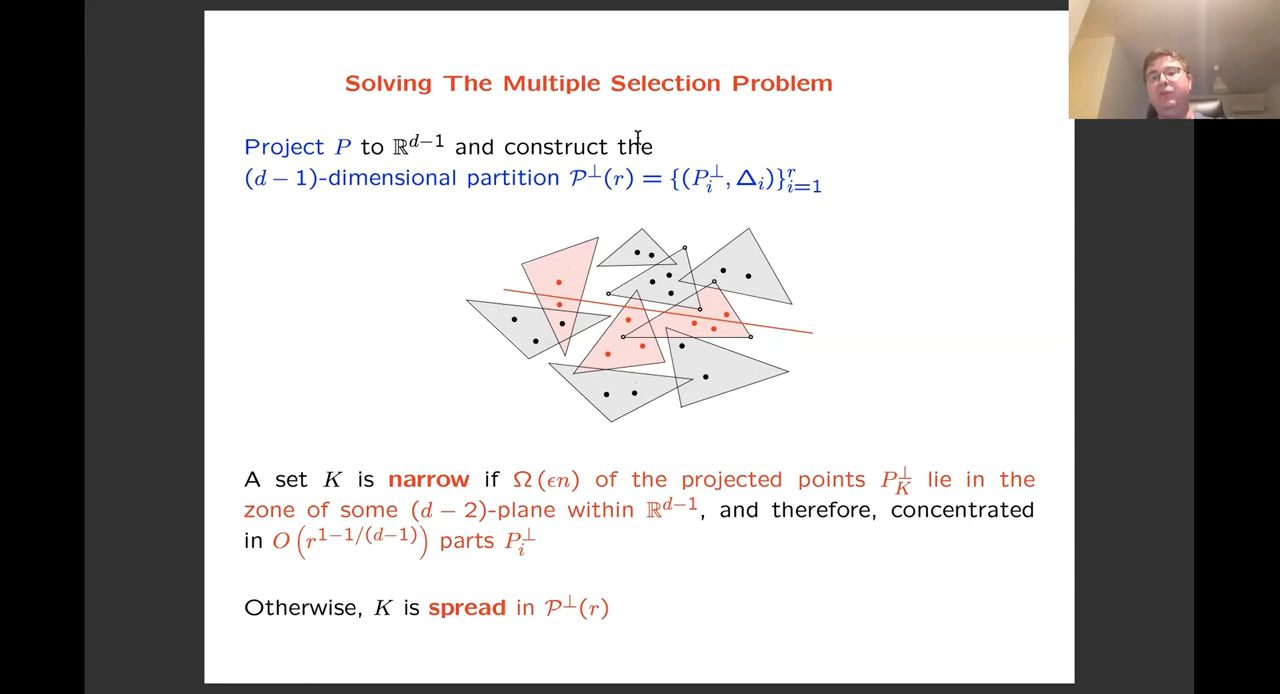 Solving The Multiple Selection Problem
Project P to ℝ^{d−1} and construct the
(d − 1)-dimensional partition 𝒫^⊥(r) = {(P_i^⊥, Δ_i)}_{i=1}^r
A set K is narrow if Ω(ϵn) of the projected points P_K^⊥ lie in the
zone of some (d − 2)-plane within ℝ^{d−1}, and therefore, concentrated
in O(r^{1−1/(d−1)}) parts P_i^⊥
Otherwise, K is spread in 𝒫^⊥(r)